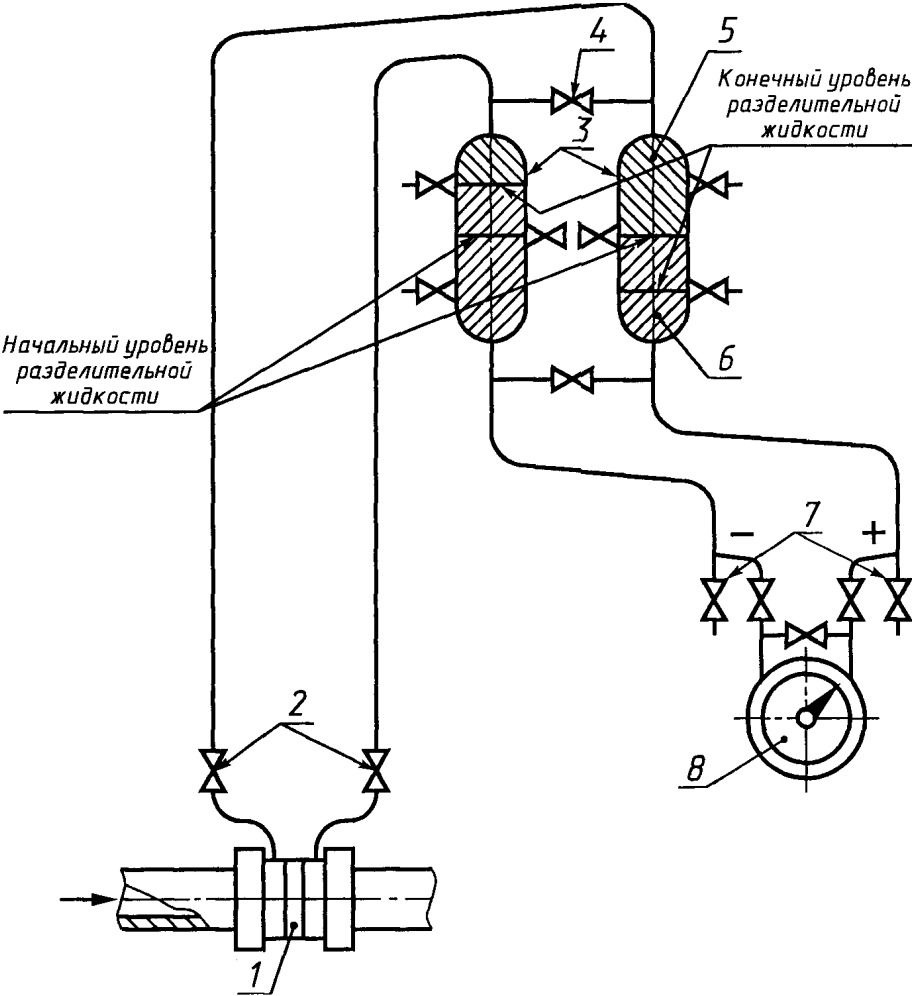 4
5
Конечный уровень
разделительной
жидкости
3
Начальный уровень
разделительной
жидкости
6
7
−
+
2
8
1